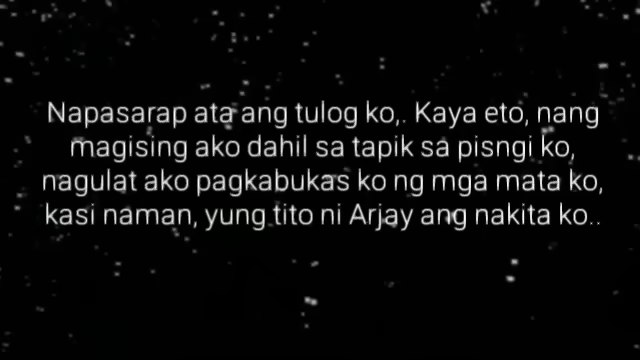 Napasarap ata ang tulog ko,. Kaya eto, nang
magising ako dahil sa tapik sa pisngi ko,
nagulat ako pagkabukas ko ng mga mata ko,
kasi naman, yung tito ni Arjay ang nakita ko..